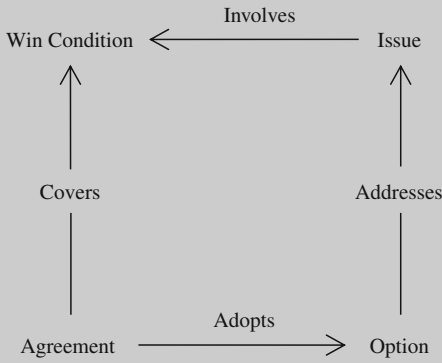 Involves
Win Condition
Issue
Covers
Addresses
Adopts
Agreement
Option